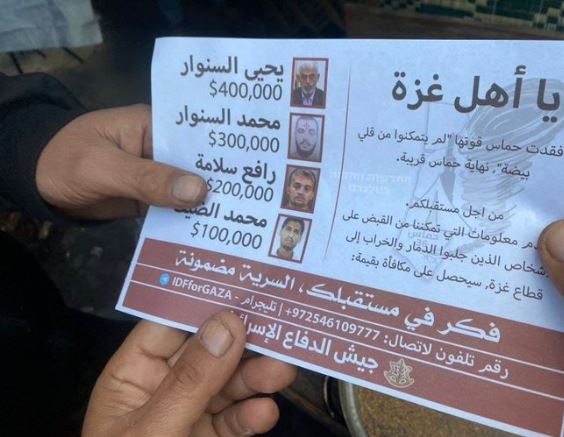 يا أهل غزة
فقدت حماس قوتها "لم يتمكنوا من قلي
بيضة", نهاية حماس قريبة.
من اجل مستقبلكم,
معلومات التي تمكننا من القبض على
الذين جلبوا الدمار والخراب إلى
قطاع غزة, سيحصل على مكافأة بقيمة:
يحيى السنوار
$400,000
محمد السنوار
$300,000
رافع سلامة
$200,000
محمد
$100,000
فكر في مستقبلك, السرية مضمونة
رقم تلفون لاتصال: 972546109777+ | تليجرام - IDFforGAZA
جيش الدفاع